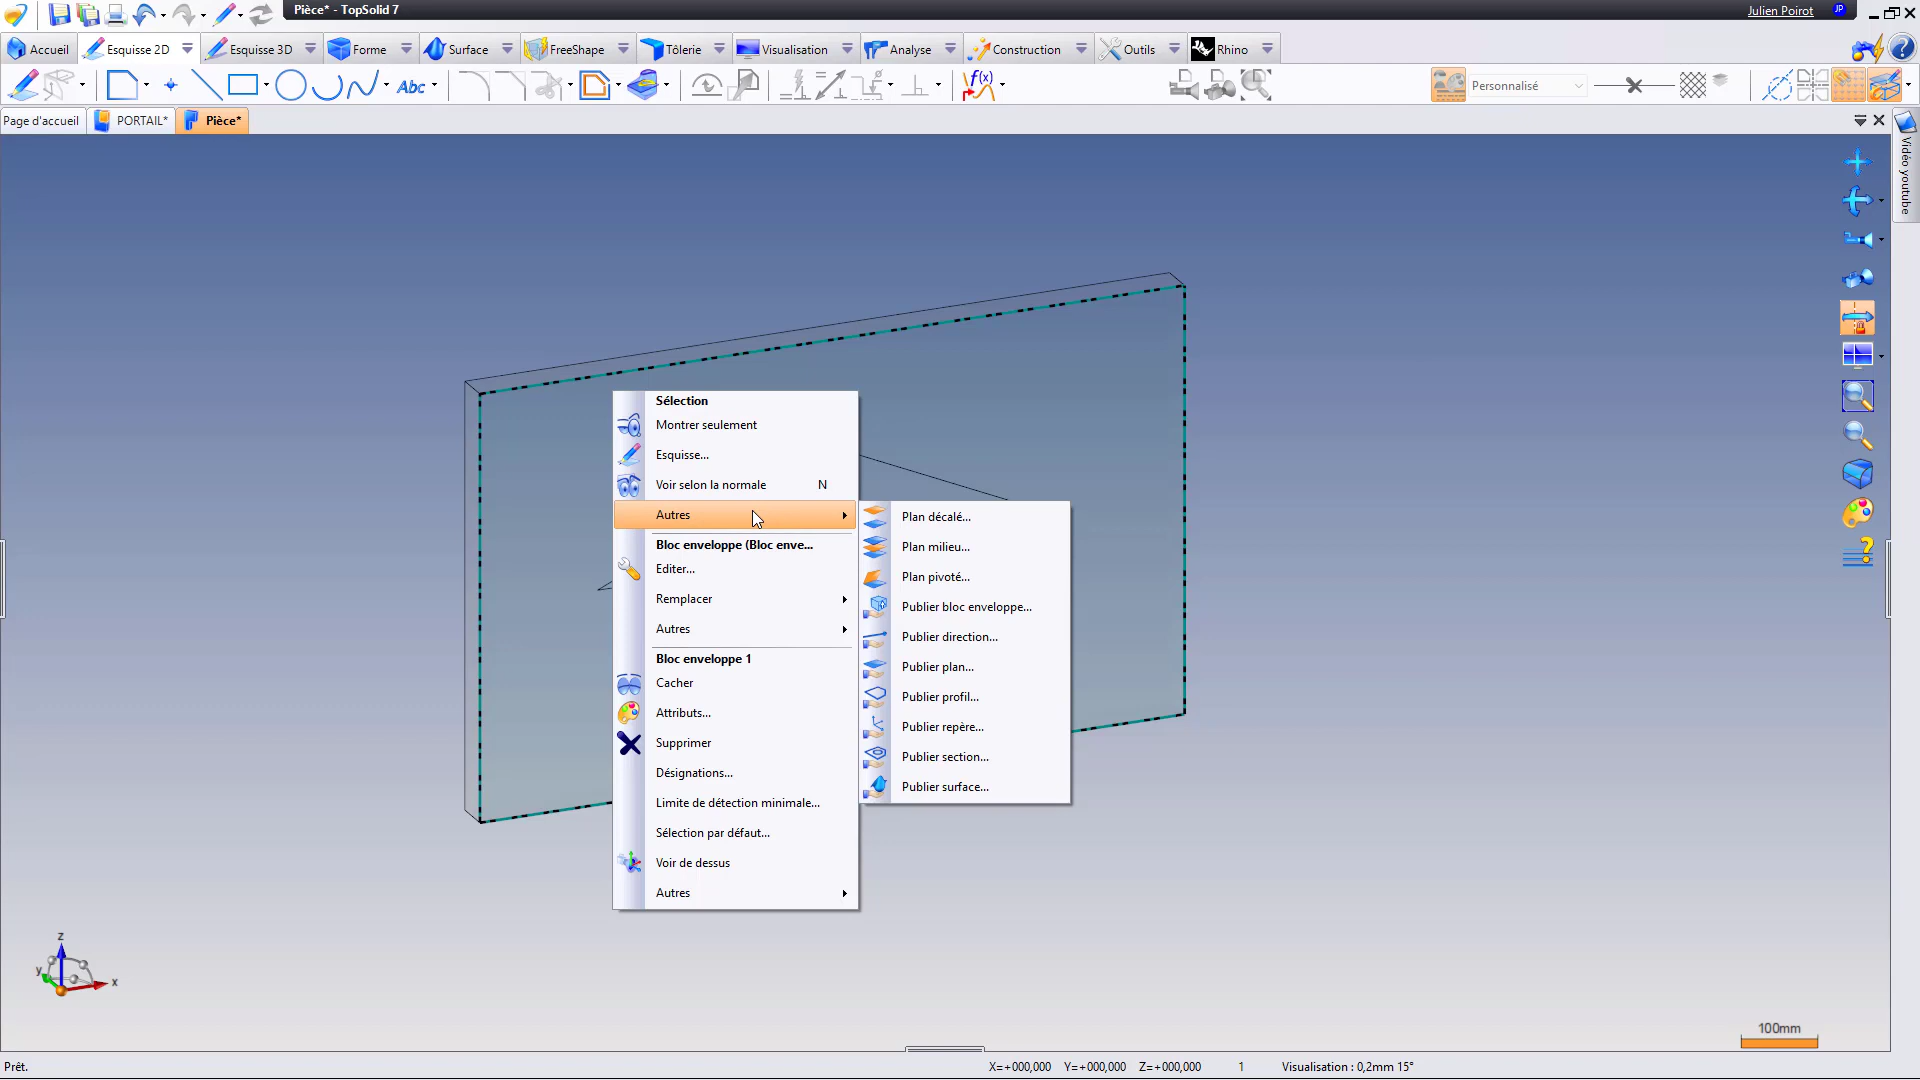 Pièce* - TopSolid 7
Julien Poirot JP
Accueil Esquisse 2D Esquisse 3D Forme Surface FreeShape Tôlerie Visualisation Analyse Construction Outils Rhino
Abc f(x) Personnalisé
Page d'accueil PORTAIL* Pièce*
Vidéo youtube
Sélection
Montrer seulement
Esquisse...
Voir selon la normale N
Autres
Bloc enveloppe (Bloc enve...
Editer...
Remplacer
Autres
Bloc enveloppe 1
Cacher
Attributs...
Supprimer
Désignations...
Limite de détection minimale...
Sélection par défaut...
Voir de dessus
Autres
Plan décalé...
Plan milieu...
Plan pivoté...
Publier bloc enveloppe...
Publier direction...
Publier plan...
Publier profil...
Publier repère...
Publier section...
Publier surface...
z
y
x
100mm
Prêt. X=+000,000 Y=+000,000 Z=+000,000 1 Visualisation : 0,2mm 15°